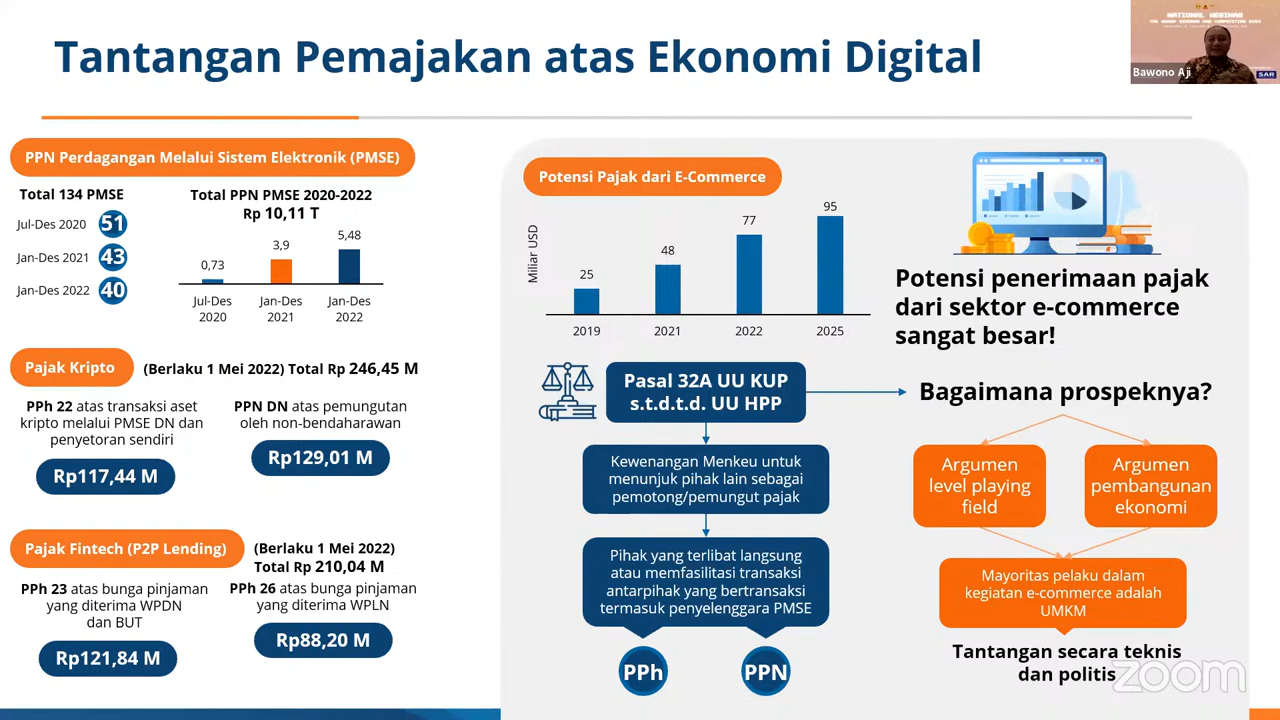 Tantangan Pemajakan atas Ekonomi Digital
NATIONAL WEBINAR
Bawono Aji
SAR
PPN Perdagangan Melalui Sistem Elektronik (PMSE)
Total 134 PMSE
Jul-Des 2020 51
Jan-Des 2021 43
Jan-Des 2022 40
Total PPN PMSE 2020-2022
Rp 10,11 T
0,73
3,9
5,48
Jul-Des
2020
Jan-Des
2021
Jan-Des
2022
Pajak Kripto
(Berlaku 1 Mei 2022) Total Rp 246,45 M
PPh 22 atas transaksi aset
kripto melalui PMSE DN dan
penyetoran sendiri
Rp117,44 M
PPN DN atas pemungutan
oleh non-bendaharawan
Rp129,01 M
Pajak Fintech (P2P Lending)
(Berlaku 1 Mei 2022)
Total Rp 210,04 M
PPh 23 atas bunga pinjaman
yang diterima WPDN
dan BUT
Rp121,84 M
PPh 26 atas bunga pinjaman
yang diterima WPLN
Rp88,20 M
Potensi Pajak dari E-Commerce
Miliar USD
25
48
77
95
2019
2021
2022
2025
Potensi penerimaan pajak
dari sektor e-commerce
sangat besar!
Pasal 32A UU KUP
s.t.d.t.d. UU HPP
Kewenangan Menkeu untuk
menunjuk pihak lain sebagai
pemotong/pemungut pajak
Pihak yang terlibat langsung
atau memfasilitasi transaksi
antarpihak yang bertransaksi
termasuk penyelenggara PMSE
PPh
PPN
Bagaimana prospeknya?
Argumen
level playing
field
Argumen
pembangunan
ekonomi
Mayoritas pelaku dalam
kegiatan e-commerce adalah
UMKM
Tantangan secara teknis
dan politis
zoom